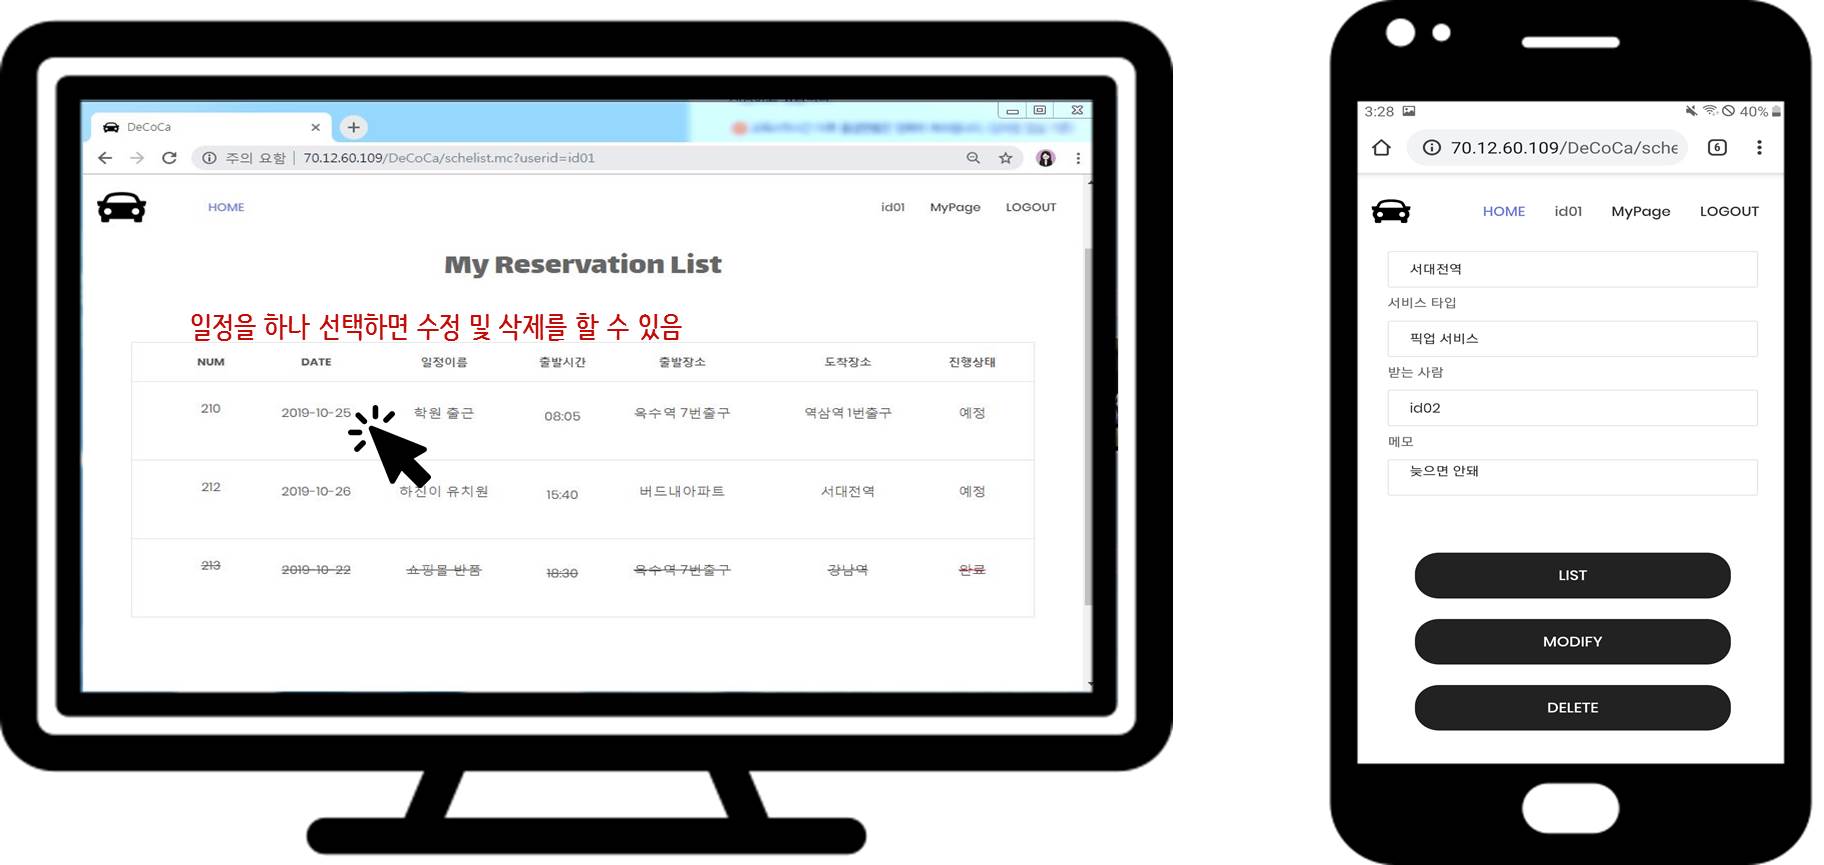 DeCoCa
주의 요함 | 70.12.60.109/DeCoCa/schelist.mc?userid=id01
HOME id01 MyPage LOGOUT
My Reservation List
일정을 하나 선택하면 수정 및 삭제를 할 수 있음
NUM DATE 일정이름 출발시간 출발장소 도착장소 진행상태
210 2019-10-25 학원 출근 08:05 옥수역 7번출구 역삼역 1번출구 예정
212 2019-10-26 하진이 유치원 15:40 버드내아파트 서대전역 예정
213 2019-10-22 쇼핑몰 반품 18:30 옥수역 7번출구 강남역 완료
3:28 40%
70.12.60.109/DeCoCa/sche 6
HOME id01 MyPage LOGOUT
서대전역
서비스 타입
픽업 서비스
받는 사람
id02
메모
늦으면 안돼
LIST
MODIFY
DELETE